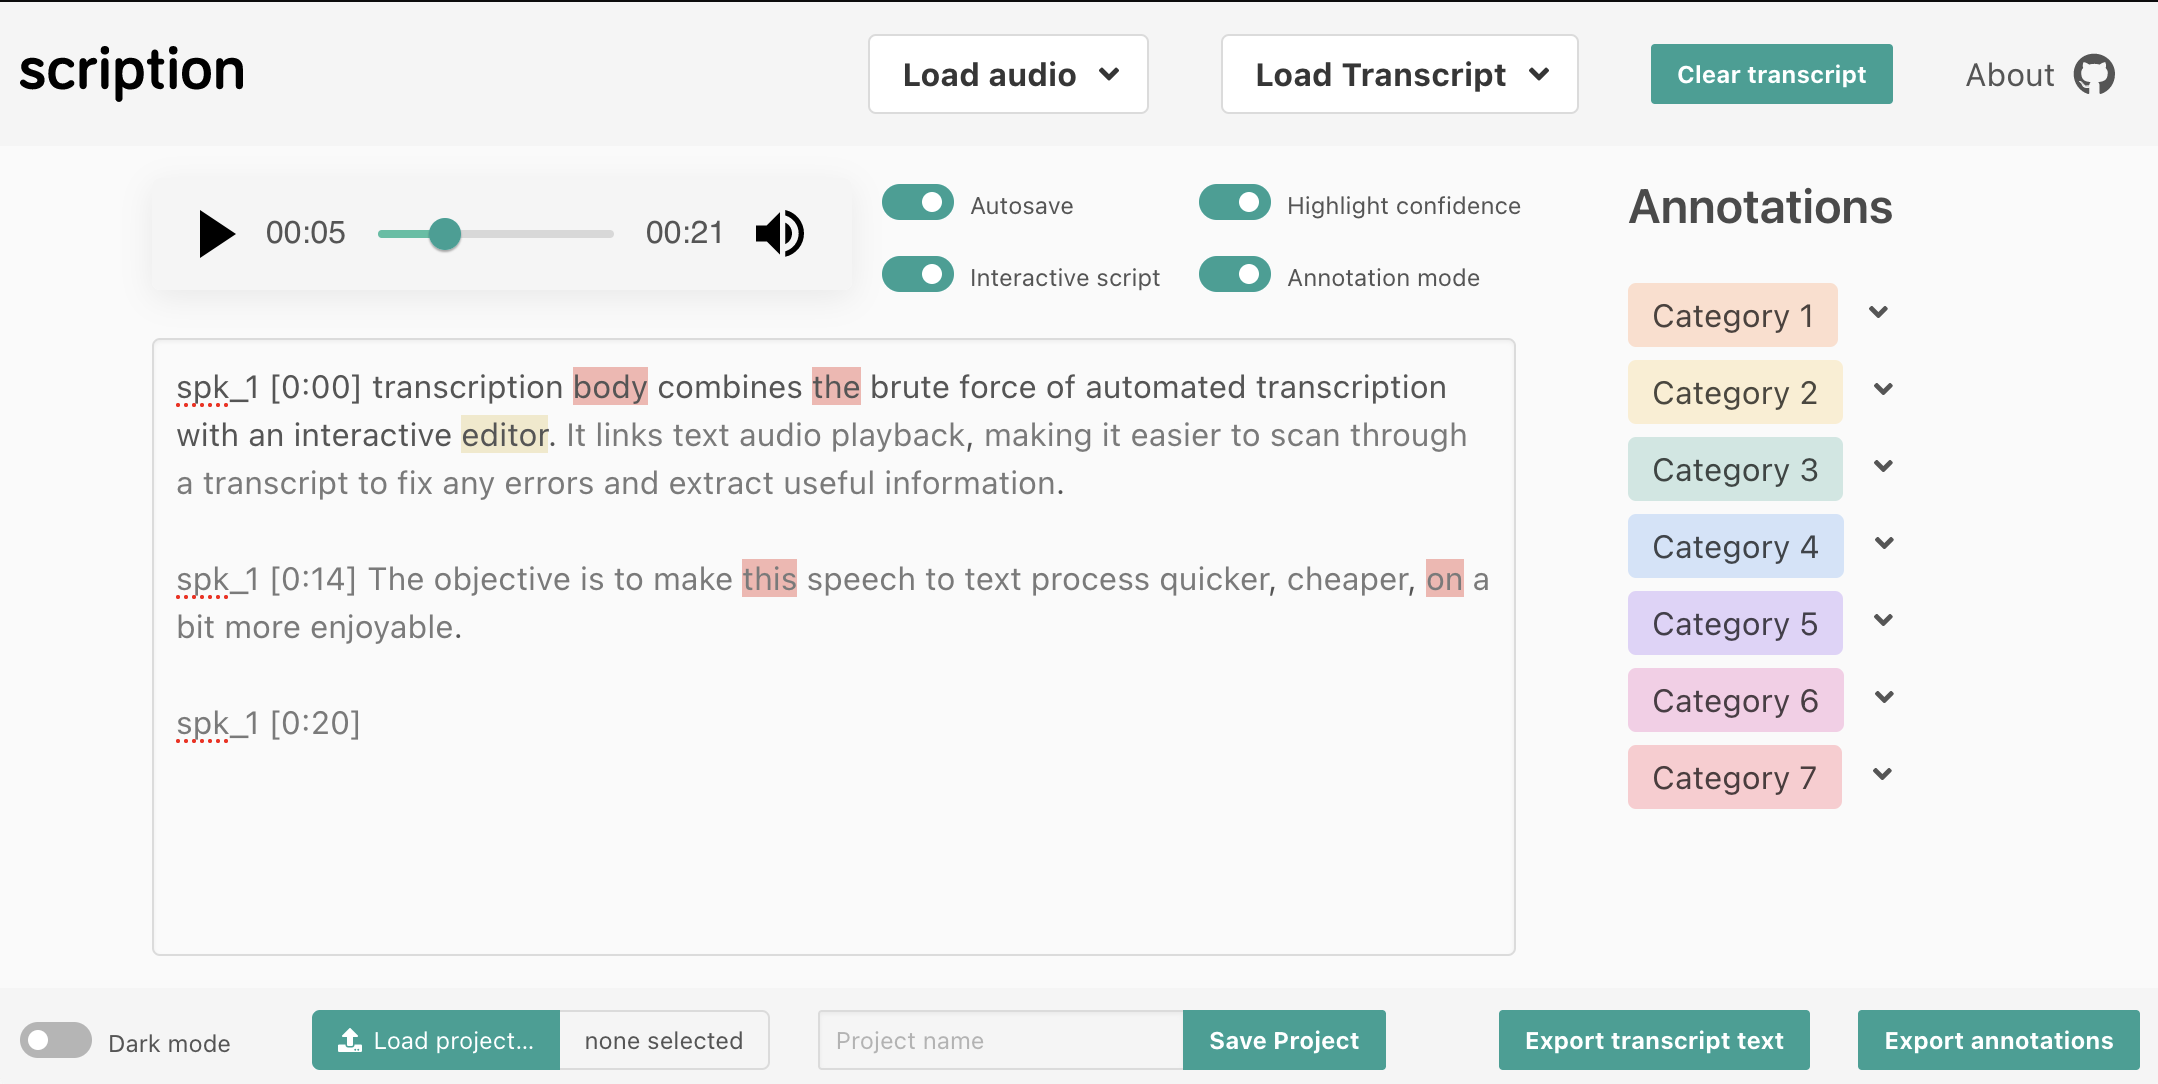 scription
Load audio
Load Transcript
Clear transcript
About
00:05
00:21
Autosave
Highlight confidence
Interactive script
Annotation mode
spk_1 [0:00] transcription body combines the brute force of automated transcription
with an interactive editor. It links text audio playback, making it easier to scan through
a transcript to fix any errors and extract useful information.
spk_1 [0:14] The objective is to make this speech to text process quicker, cheaper, on a
bit more enjoyable.
spk_1 [0:20]
Annotations
Category 1
Category 2
Category 3
Category 4
Category 5
Category 6
Category 7
Dark mode
Load project...
none selected
Project name
Save Project
Export transcript text
Export annotations